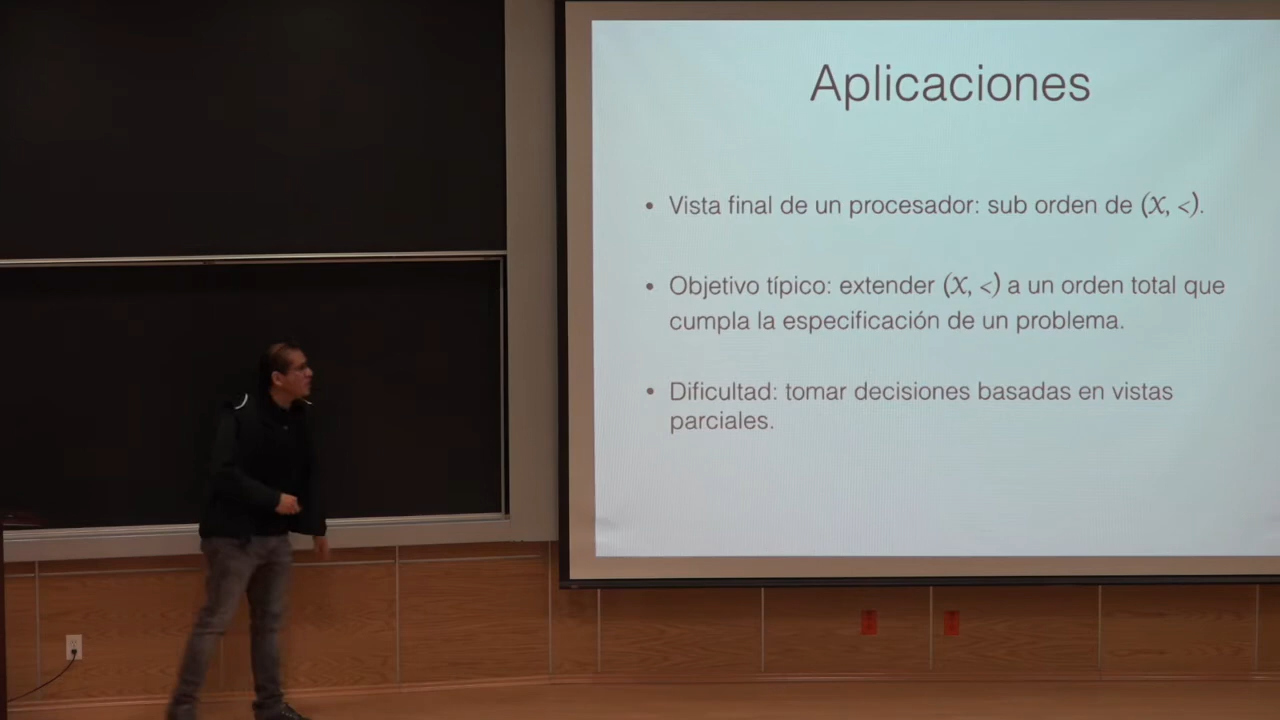 Aplicaciones
• Vista final de un procesador: sub orden de (X, <).
• Objetivo típico: extender (X, <) a un orden total que
cumpla la especificación de un problema.
• Dificultad: tomar decisiones basadas en vistas
parciales.